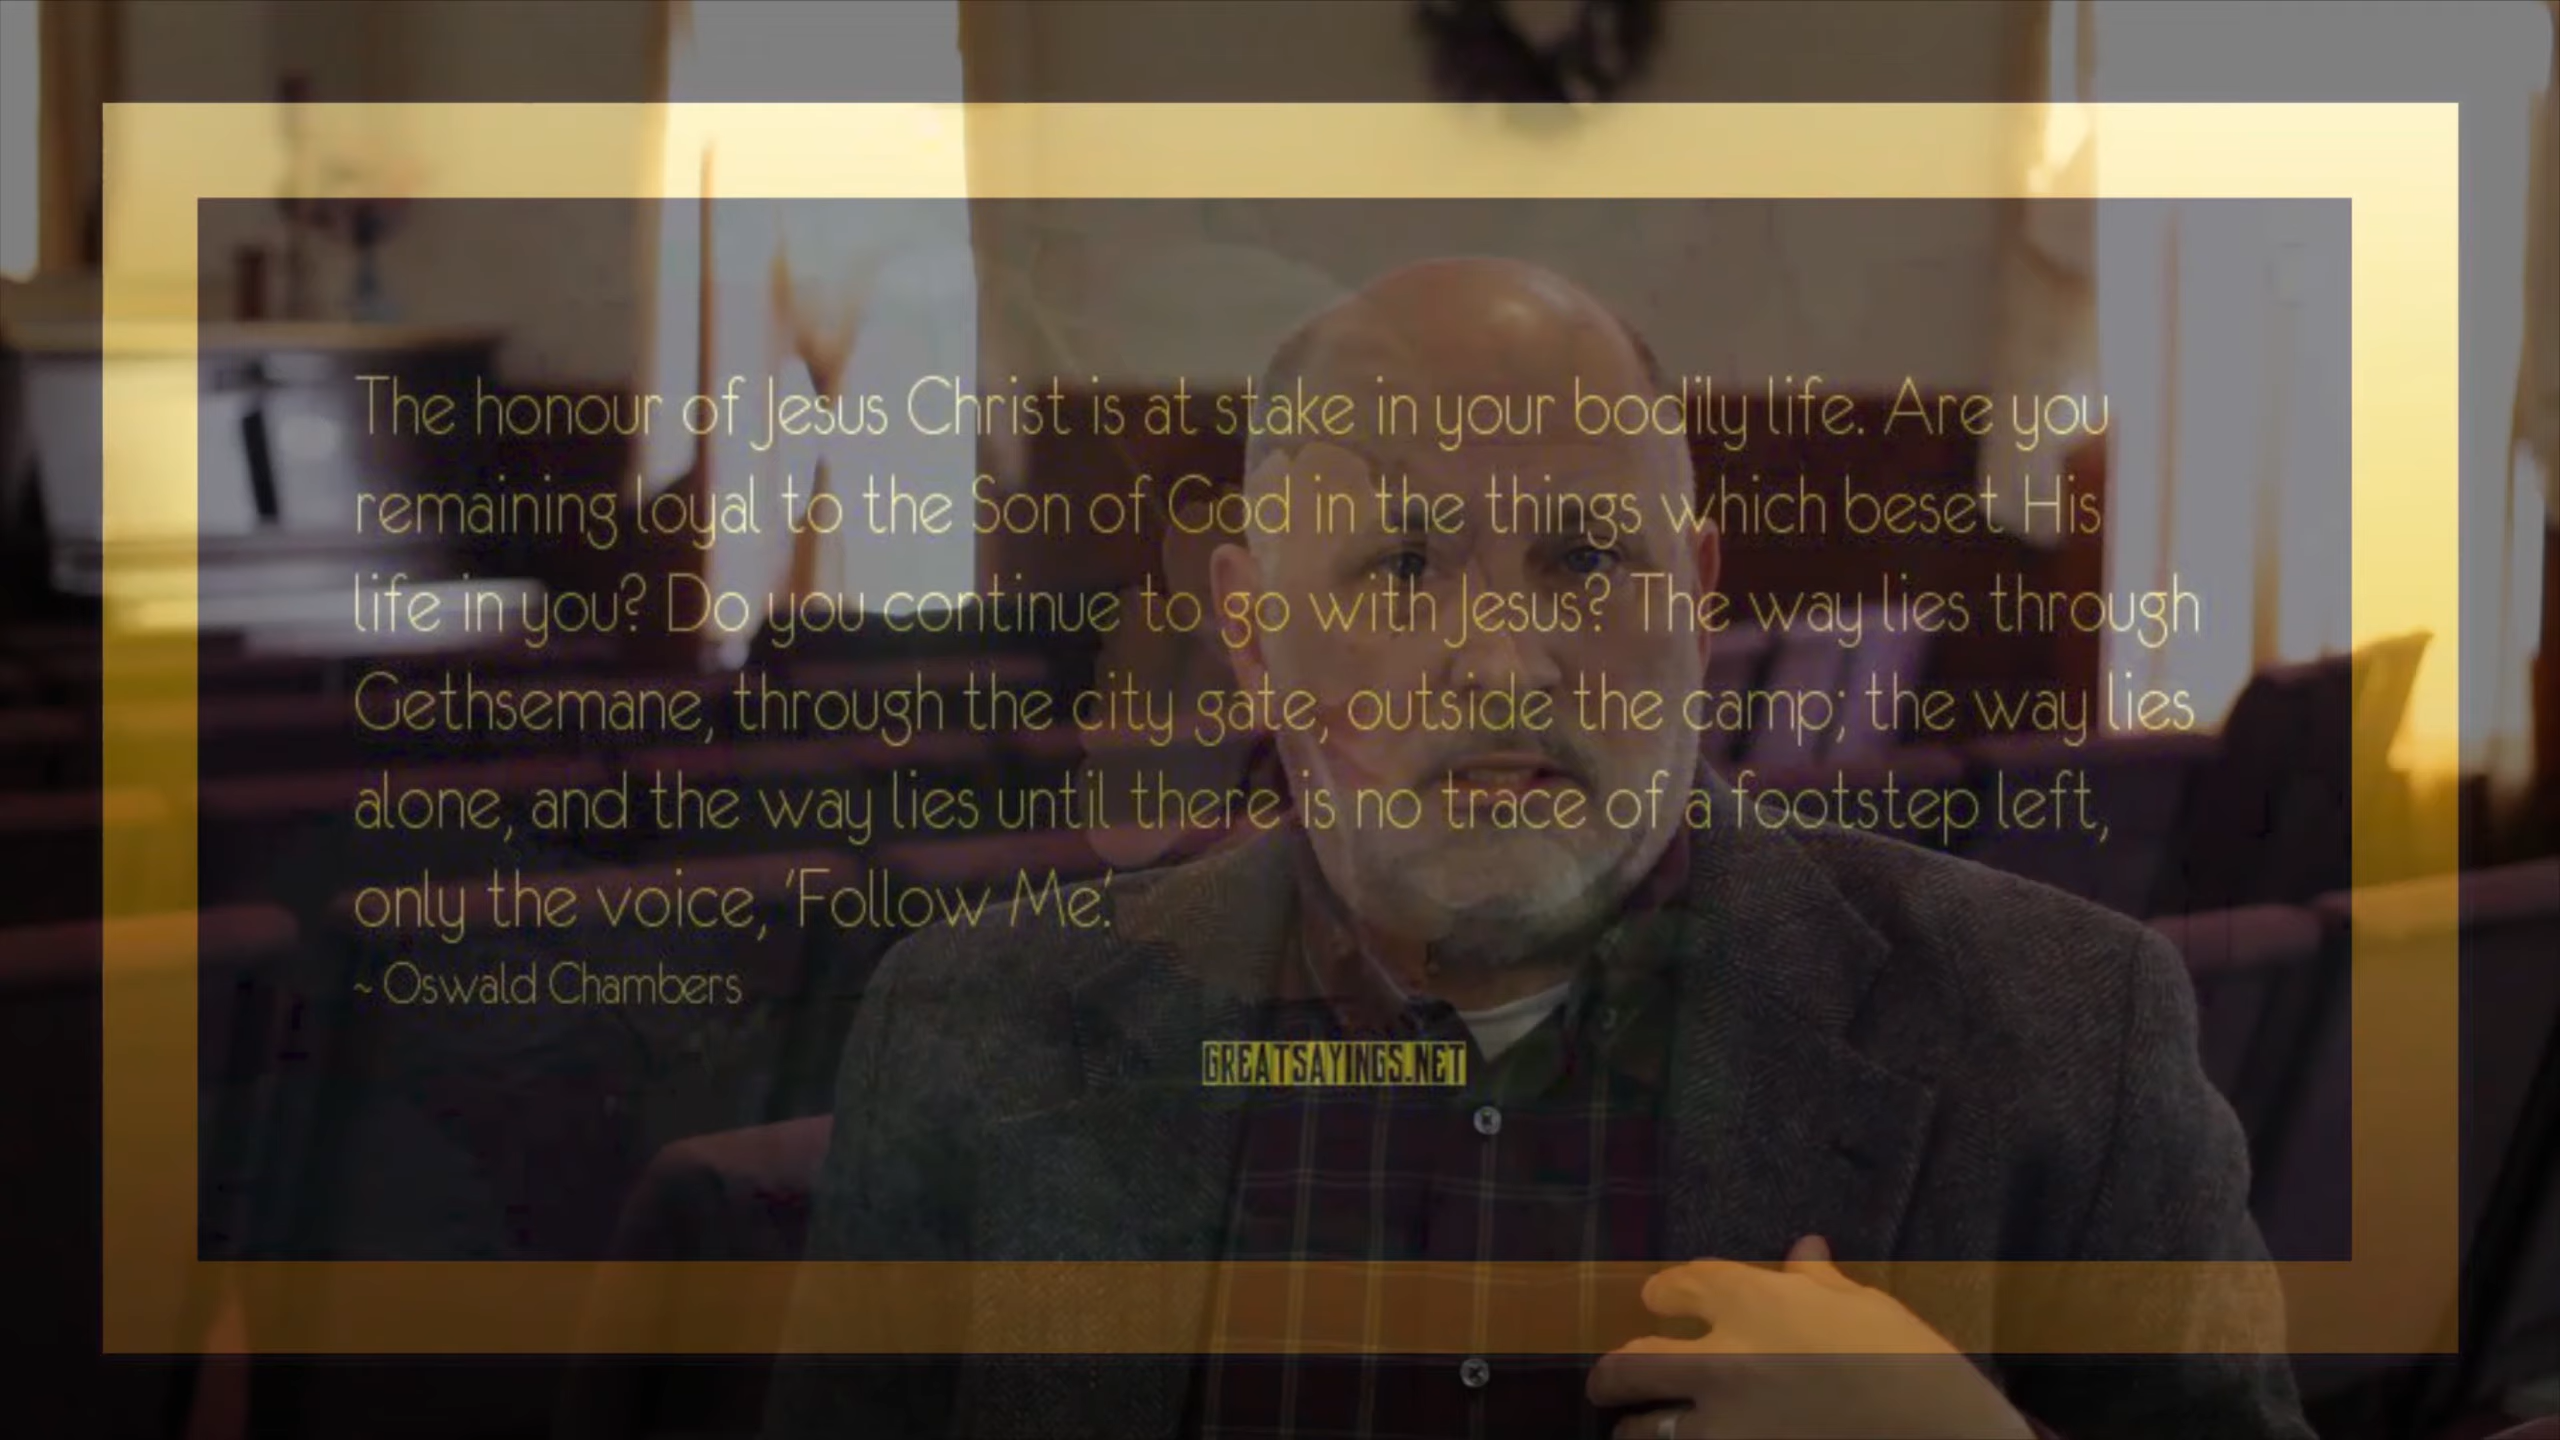 The honour of Jesus Christ is at stake in your bodily life. Are you
remaining loyal to the Son of God in the things which beset His
life in you? Do you continue to go with Jesus? The way lies through
Gethsemane, through the city gate, outside the camp; the way lies
alone, and the way lies until there is no trace of a footstep left,
only the voice, 'Follow Me.'
~ Oswald Chambers
GREATSAYINGS.NET